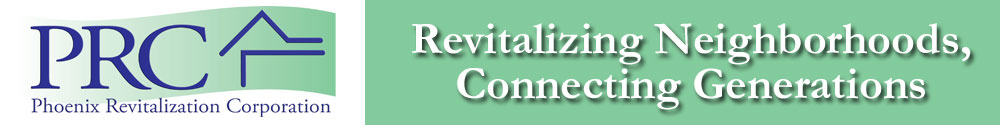 PRC
Phoenix Revitalization Corporation
Revitalizing Neighborhoods,
Connecting Generations